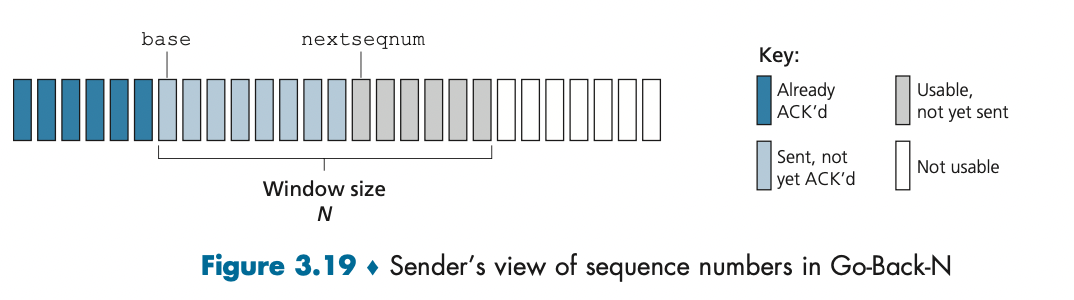 base
nextseqnum
Window size
N
Key:
Already
ACK’d
Usable,
not yet sent
Sent, not
yet ACK’d
Not usable
Figure 3.19 ♦ Sender’s view of sequence numbers in Go-Back-N